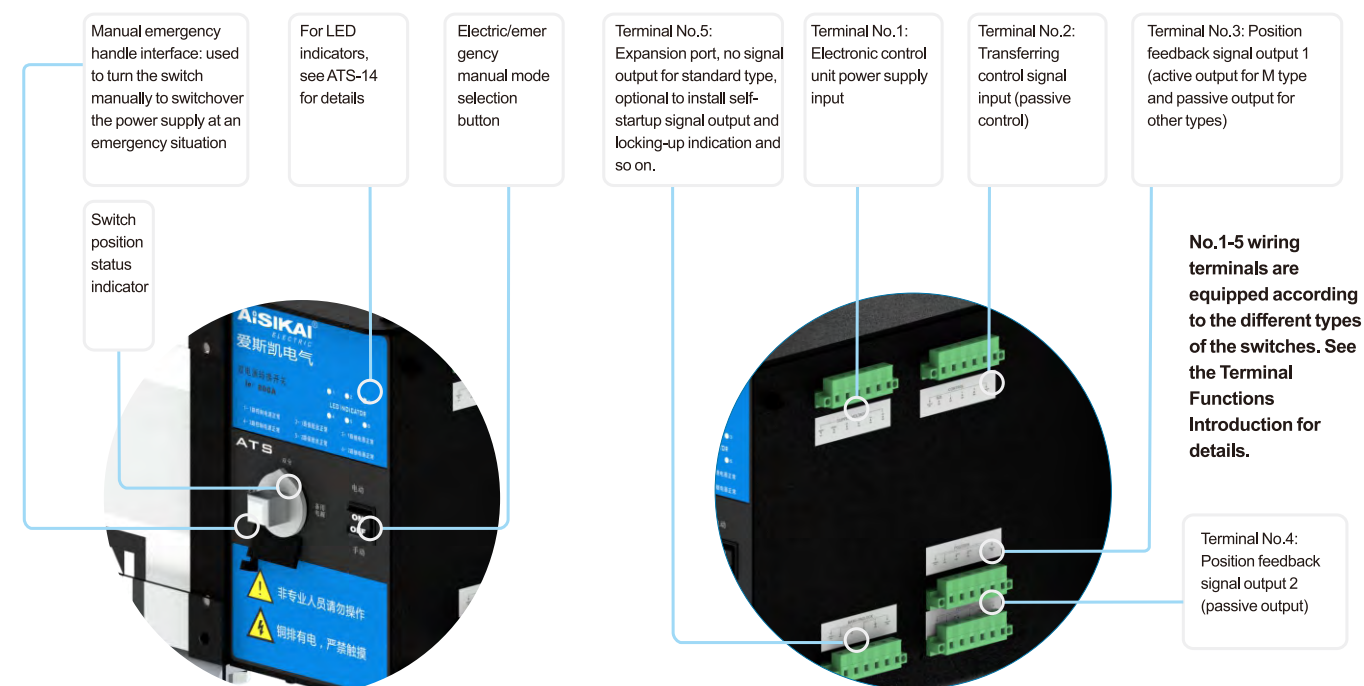 Manual emergency
handle interface: used
to turn the switch
manually to switchover
the power supply at an
emergency situation
For LED
indicators,
see ATS-14
for details
Electric/emer
gency
manual mode
selection
button
Terminal No.5:
Expansion port, no signal
output for standard type,
optional to install self-
startup signal output and
locking-up indication and
so on.
Terminal No.1:
Electronic control
unit power supply
input
Terminal No.2:
Transferring
control signal
input (passive
control)
Terminal No.3: Position
feedback signal output 1
(active output for M type
and passive output for
other types)
Switch
position
status
indicator
No.1-5 wiring
terminals are
equipped according
to the different types
of the switches. See
the Terminal
Functions
Introduction for
details.
Terminal No.4:
Position feedback
signal output 2
(passive output)
AiSIKAI®
ELECTRIC
爱斯凯电气
LED INDICATOR
ATS
电动
ON
OFF
手动
非专业人员请勿操作
铜排有电，严禁触摸